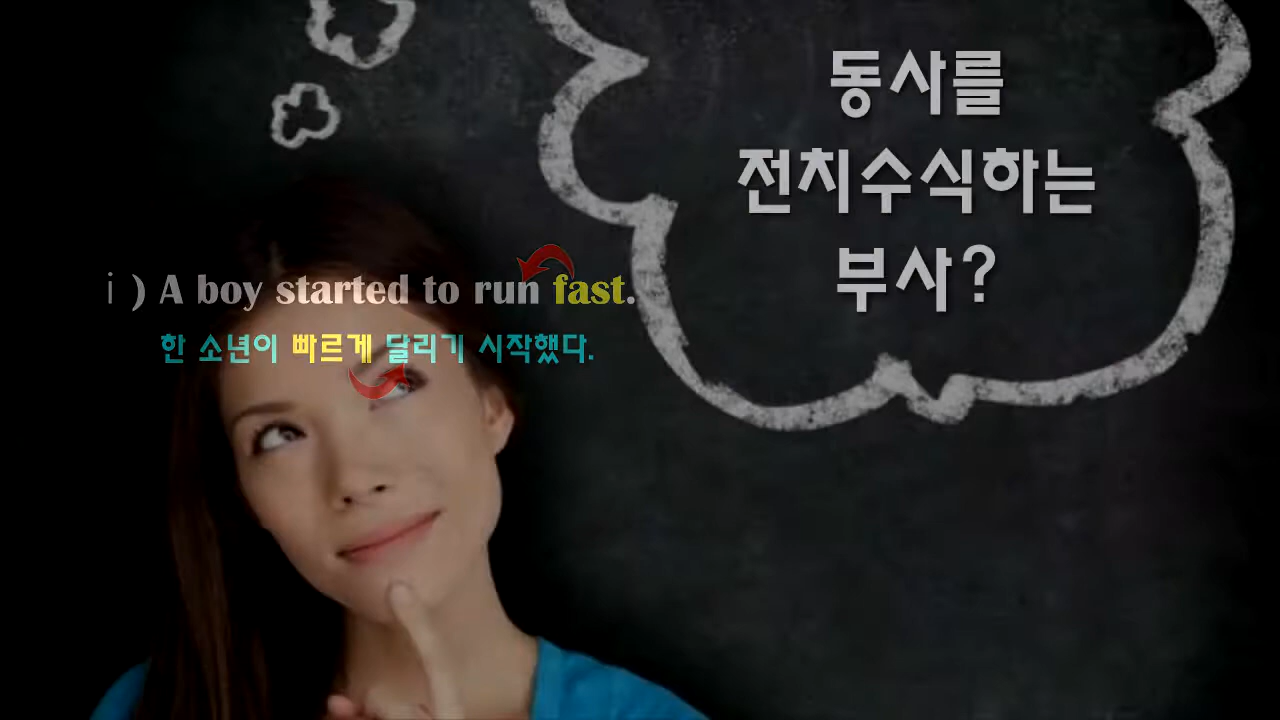 동사를
전치수식하는
부사?
i ) A boy started to run fast.
한 소년이 빠르게 달리기 시작했다.